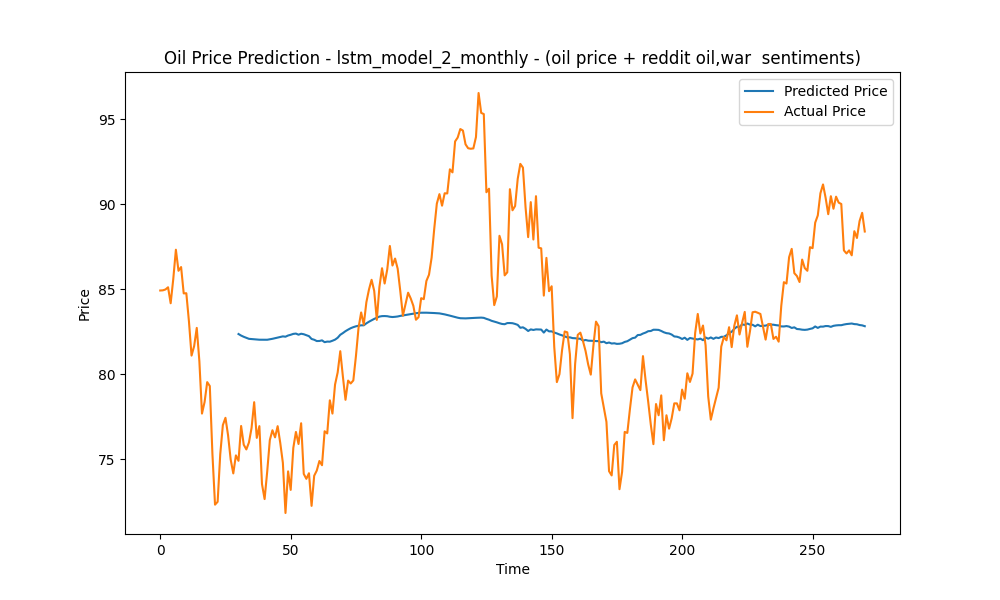 Oil Price Prediction - lstm_model_2_monthly - (oil price + reddit oil,war  sentiments)
Predicted Price
Actual Price
95
90
85
80
75
Price
0 50 100 150 200 250
Time